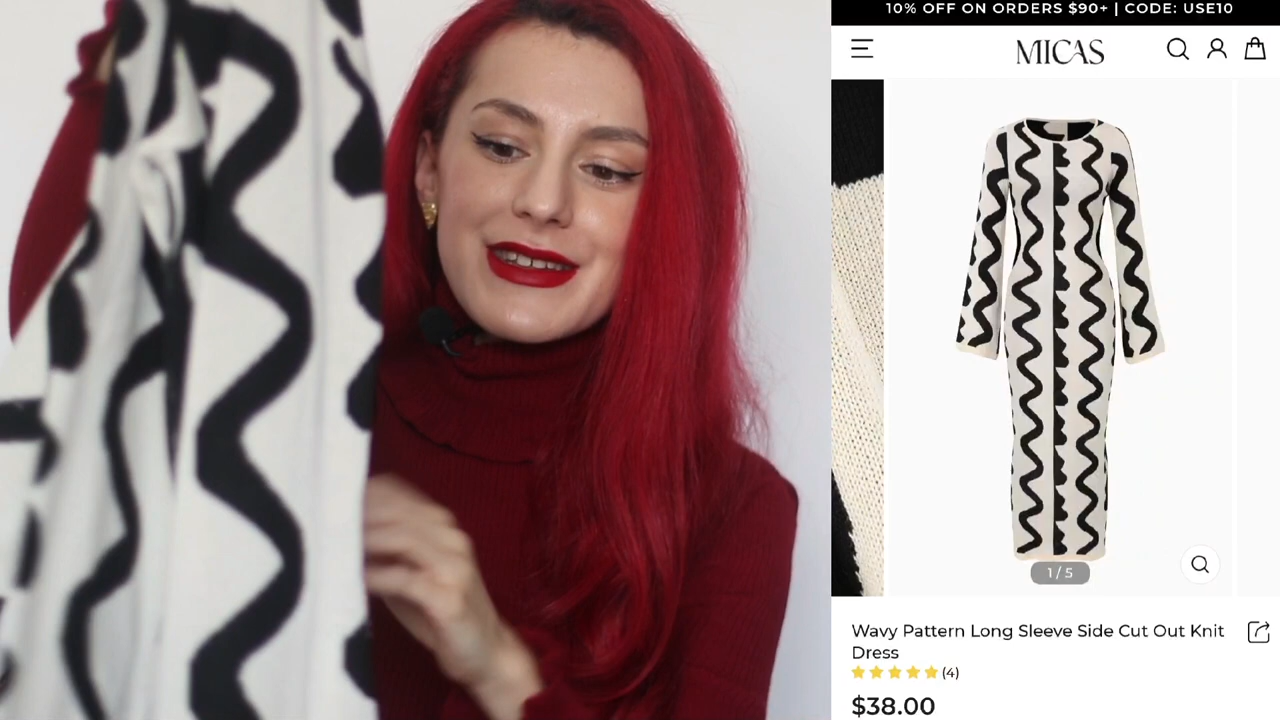 10% OFF ON ORDERS $90+ | CODE: USE10
MICAS
1 / 5
Wavy Pattern Long Sleeve Side Cut Out Knit
Dress
(4)
$38.00